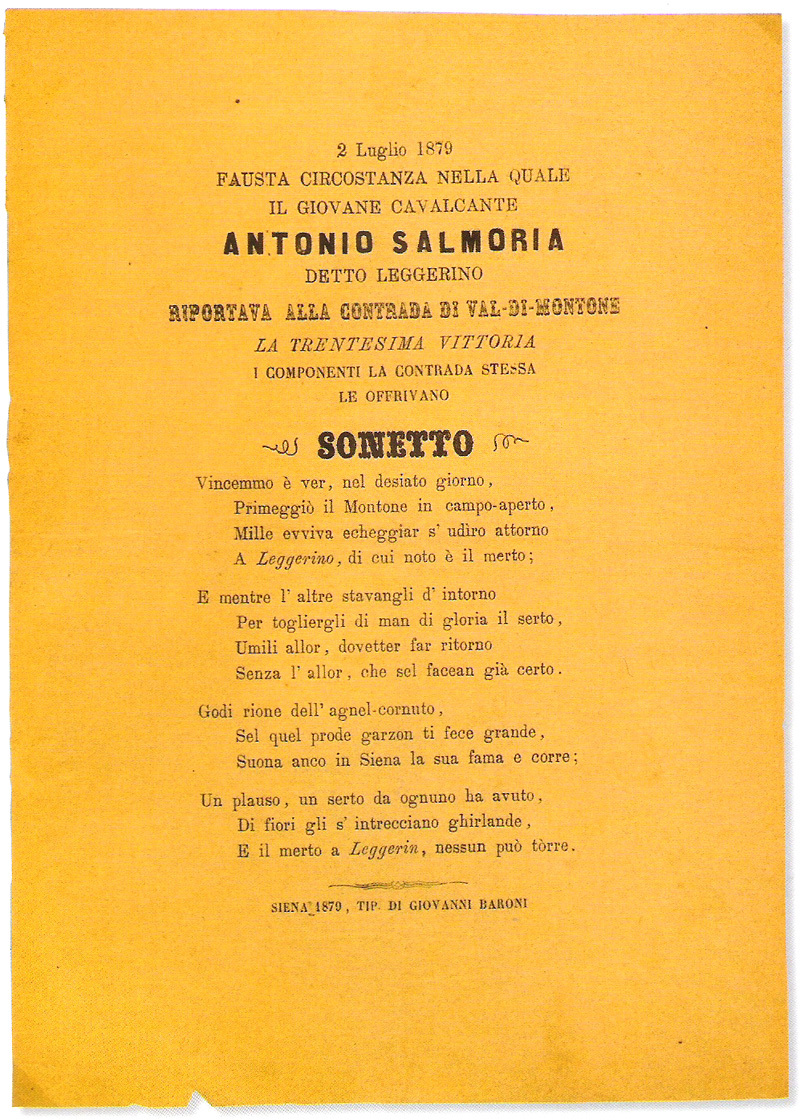 2 Luglio 1879
FAUSTA CIRCOSTANZA NELLA QUALE
IL GIOVANE CAVALCANTE
ANTONIO SALMORIA
DETTO LEGGERINO
RIPORTAVA ALLA CONTRADA DI VAL-DI-MONTONE
LA TRENTESIMA VITTORIA
I COMPONENTI LA CONTRADA STESSA
LE OFFRIVANO
SONETTO
Vincemmo è ver, nel desiato giorno,
Primeggiò il Montone in campo-aperto,
Mille evviva echeggiar s' udìro attorno
A Leggerino, di cui noto è il merto;
E mentre l' altre stavangli d' intorno
Per togliergli di man di gloria il serto,
Umili allor, dovetter far ritorno
Senza l' allor, che sel facean già certo.
Godi rione dell' agnel-cornuto,
Sel quel prode garzon ti fece grande,
Suona anco in Siena la sua fama e corre;
Un plauso, un serto da ognuno ha avuto,
Di fiori gli s' intrecciano ghirlande,
E il merto a Leggerin, nessun può tòrre.
SIENA 1879, TIP. DI GIOVANNI BARONI